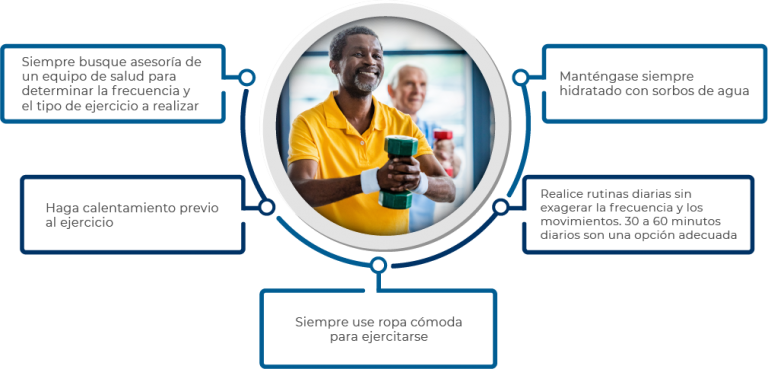 Siempre busque asesoría de
un equipo de salud para
determinar la frecuencia y
el tipo de ejercicio a realizar
Manténgase siempre
hidratado con sorbos de agua
Haga calentamiento previo
al ejercicio
Realice rutinas diarias sin
exagerar la frecuencia y los
movimientos. 30 a 60 minutos
diarios son una opción adecuada
Siempre use ropa cómoda
para ejercitarse